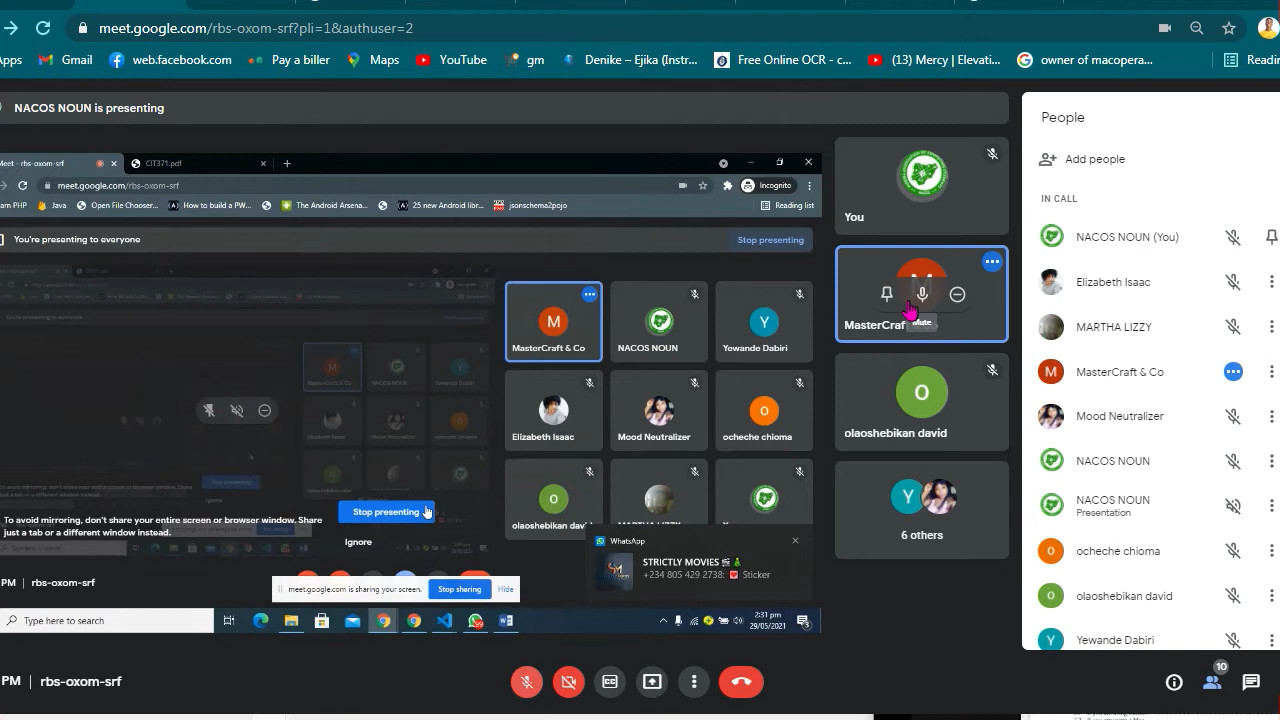 meet.google.com/rbs-oxom-srf?pli=1&authuser=2
Apps
Gmail
web.facebook.com
Pay a biller
Maps
YouTube
gm
Denike – Ejika (Instr...
Free Online OCR - c...
(13) Mercy | Elevati...
owner of macopera...
NACOS NOUN is presenting
Meet - rbs-oxom-srf
CIT371.pdf
meet.google.com/rbs-oxom-srf
Incognito
Java
Open File Chooser...
How to build a PW...
The Android Arsena...
25 new Android libr...
jsonschema2pojo
Reading list
You're presenting to everyone
Stop presenting
M
MasterCraft & Co
NACOS NOUN
Y
Yewande Dabiri
Elizabeth Isaac
Mood Neutralizer
o
ocheche chioma
o
olaoshebikan davi
To avoid mirroring, don't share your entire screen or browser window. Share
just a tab or a different window instead.
Stop presenting
Ignore
WhatsApp
STRICTLY MOVIES
+234 805 429 2738: Sticker
PM | rbs-oxom-srf
meet.google.com is sharing your screen.
Stop sharing
Hide
Type here to search
99
2:31 pm
29/05/2021
3
You
MasterCraf
Mute
o
olaoshebikan david
Y
6 others
People
Add people
IN CALL
NACOS NOUN (You)
Elizabeth Isaac
MARTHA LIZZY
M
MasterCraft & Co
Mood Neutralizer
NACOS NOUN
NACOS NOUN
Presentation
o
ocheche chioma
o
olaoshebikan david
Y
Yewande Dabiri
PM | rbs-oxom-srf
10